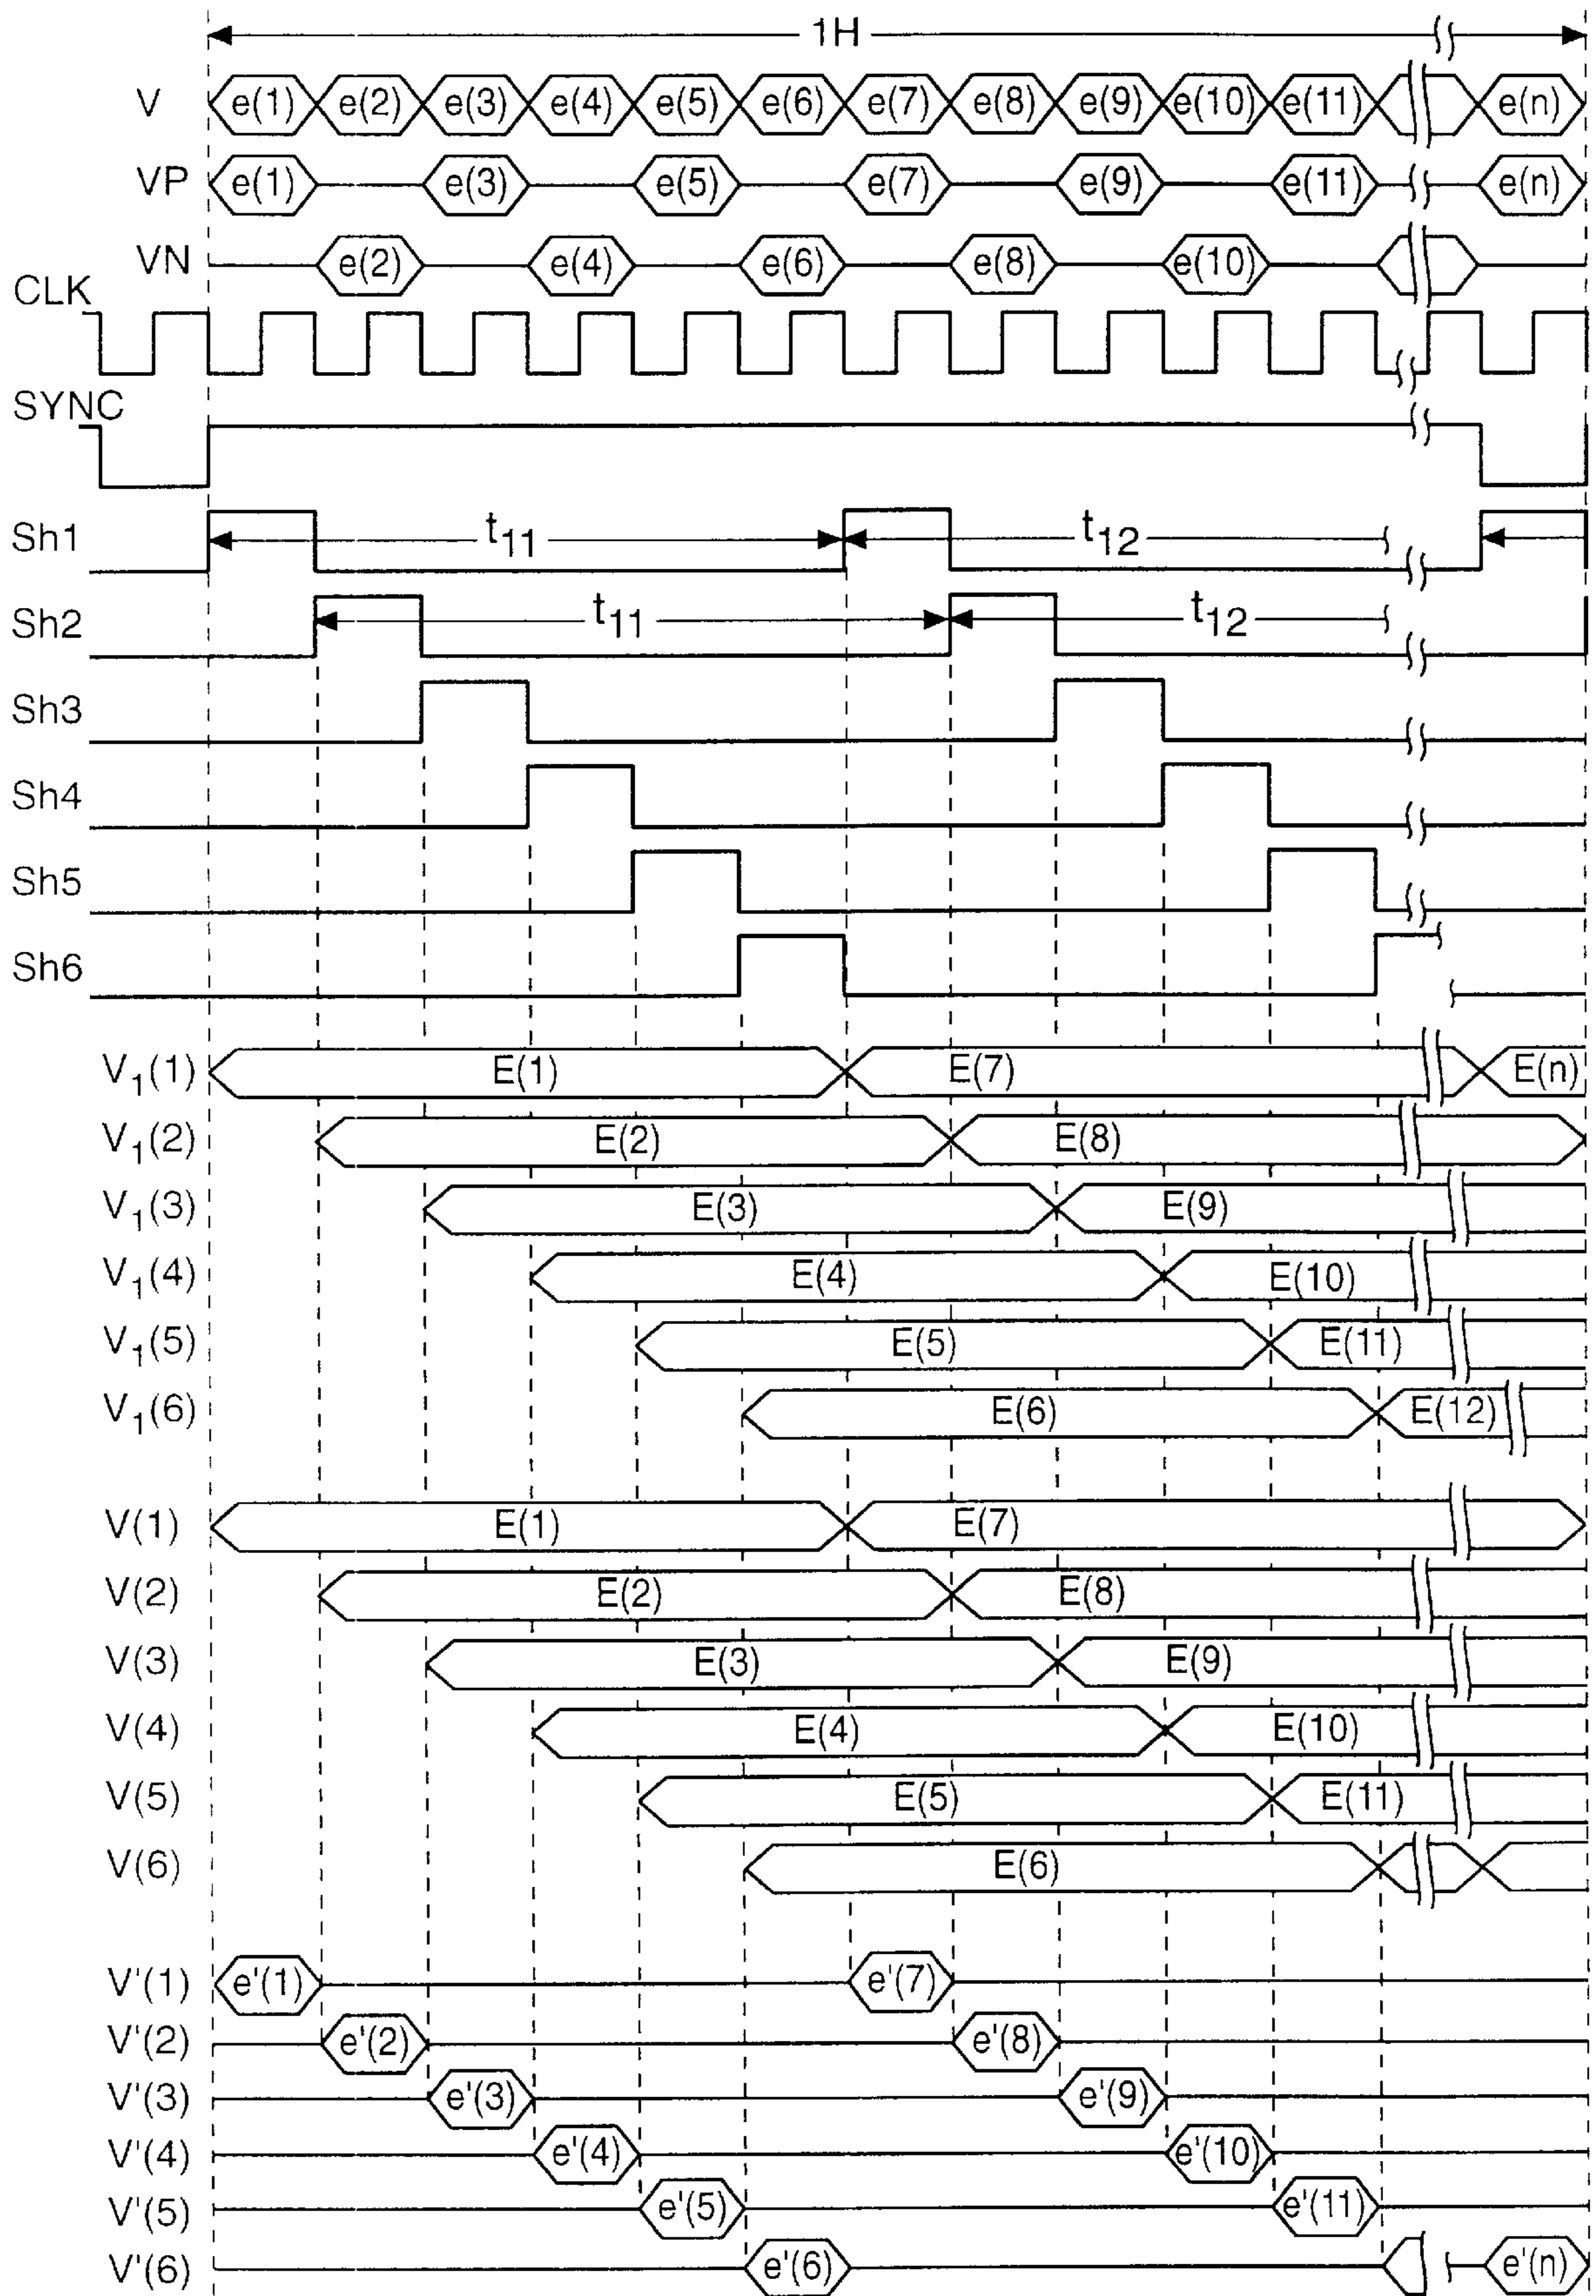 1H
V e(1) e(2) e(3) e(4) e(5) e(6) e(7) e(8) e(9) e(10) e(11) e(n)
VP e(1) e(3) e(5) e(7) e(9) e(11) e(n)
VN e(2) e(4) e(6) e(8) e(10)
CLK
SYNC
Sh1 t11 t12
Sh2 t11 t12
Sh3
Sh4
Sh5
Sh6
V1(1) E(1) E(7) E(n)
V1(2) E(2) E(8)
V1(3) E(3) E(9)
V1(4) E(4) E(10)
V1(5) E(5) E(11)
V1(6) E(6) E(12)
V(1) E(1) E(7)
V(2) E(2) E(8)
V(3) E(3) E(9)
V(4) E(4) E(10)
V(5) E(5) E(11)
V(6) E(6)
V'(1) e'(1) e'(7)
V'(2) e'(2) e'(8)
V'(3) e'(3) e'(9)
V'(4) e'(4) e'(10)
V'(5) e'(5) e'(11)
V'(6) e'(6) e'(n)